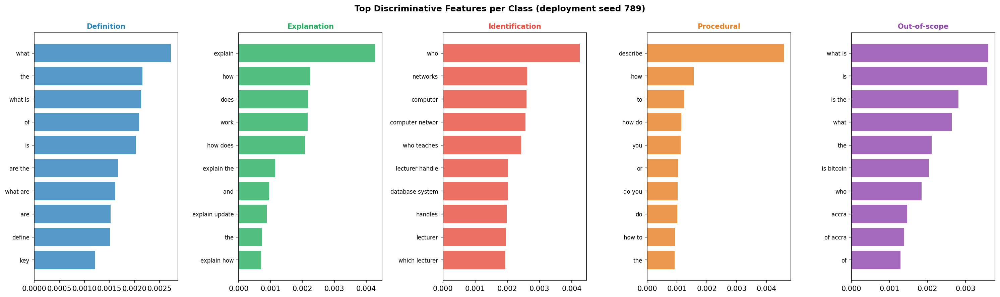 Top Discriminative Features per Class (deployment seed 789)
Definition
what
the
what is
of
is
are the
what are
are
define
key
0.0000 0.0005 0.0010 0.0015 0.0020 0.0025
Explanation
explain
how
does
work
how does
explain the
and
explain update
the
explain how
0.000 0.001 0.002 0.003 0.004
Identification
who
networks
computer
computer networ
who teaches
lecturer handle
database system
handles
lecturer
which lecturer
0.000 0.001 0.002 0.003 0.004
Procedural
describe
how
to
how do
you
or
do you
do
how to
the
0.000 0.001 0.002 0.003 0.004
Out-of-scope
what is
is
is the
what
the
is bitcoin
who
accra
of accra
of
0.000 0.001 0.002 0.003